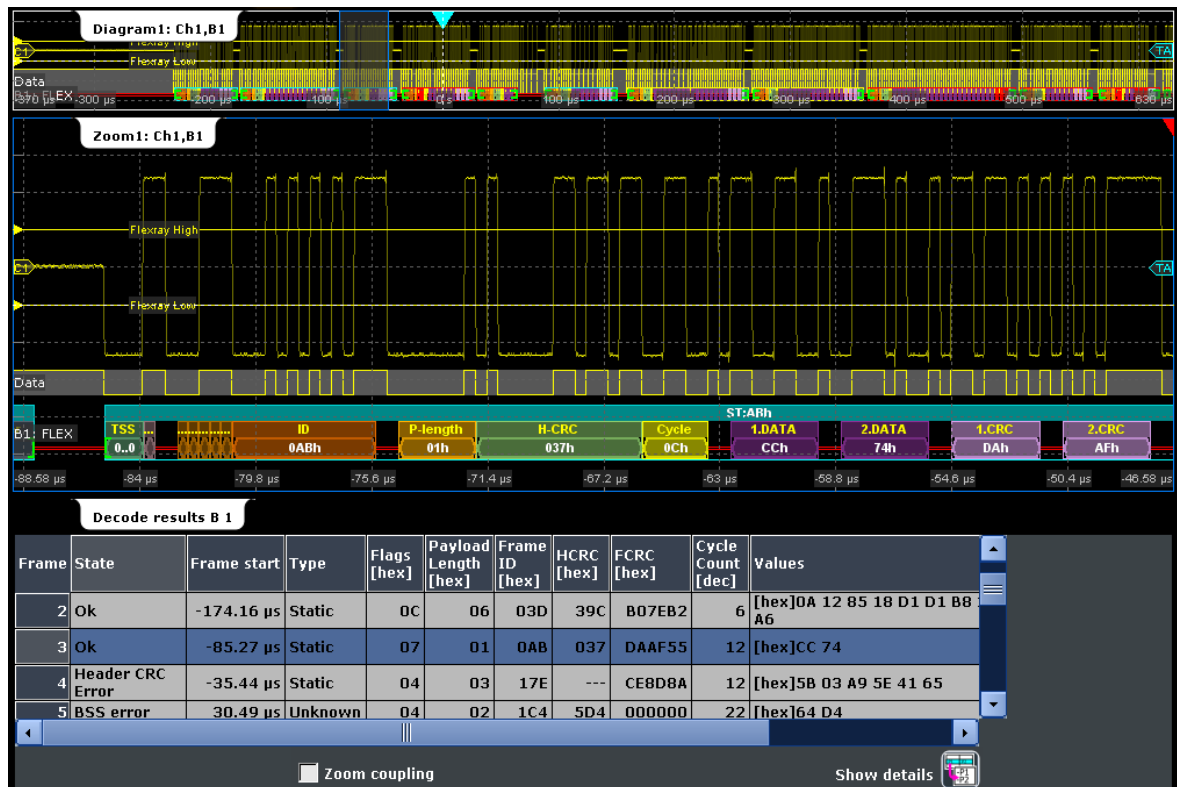 Diagram1: Ch1,B1
Flexray High
C1
Flexray Low
TA
Data
B1: FLEX
-370 µs -300 µs -200 µs -100 µs 0 s 100 µs 200 µs 300 µs 400 µs 500 µs 630 µs
Zoom1: Ch1,B1
Flexray High
C1
TA
Flexray Low
Data
ST:ABh
B1: FLEX
TSS ... ID P-length H-CRC Cycle 1.DATA 2.DATA 1.CRC 2.CRC
0..0 0ABh 01h 037h 0Ch CCh 74h DAh AFh
-88.58 µs -84 µs -79.8 µs -75.6 µs -71.4 µs -67.2 µs -63 µs -58.8 µs -54.6 µs -50.4 µs -46.58 µs
Decode results B 1
Frame State Frame start Type Flags [hex] Payload Length [hex] Frame ID [hex] HCRC [hex] FCRC [hex] Cycle Count [dec] Values
2 Ok -174.16 µs Static 0C 06 03D 39C B07EB2 6 [hex]0A 12 85 18 D1 D1 B8
A6
3 Ok -85.27 µs Static 07 01 0AB 037 DAAF55 12 [hex]CC 74
4 Header CRC Error -35.44 µs Static 04 03 17E --- CE8D8A 12 [hex]5B 03 A9 5E 41 65
5 BSS error 30.49 µs Unknown 04 02 1C4 5D4 000000 22 [hex]64 D4
Zoom coupling
Show details